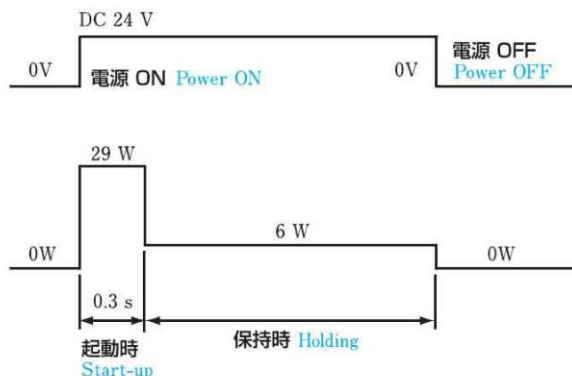 DC 24 V
0V
電源 ON Power ON
0V
電源 OFF
Power OFF
29 W
0W
6 W
0W
0.3 s
起動時
Start-up
保持時 Holding